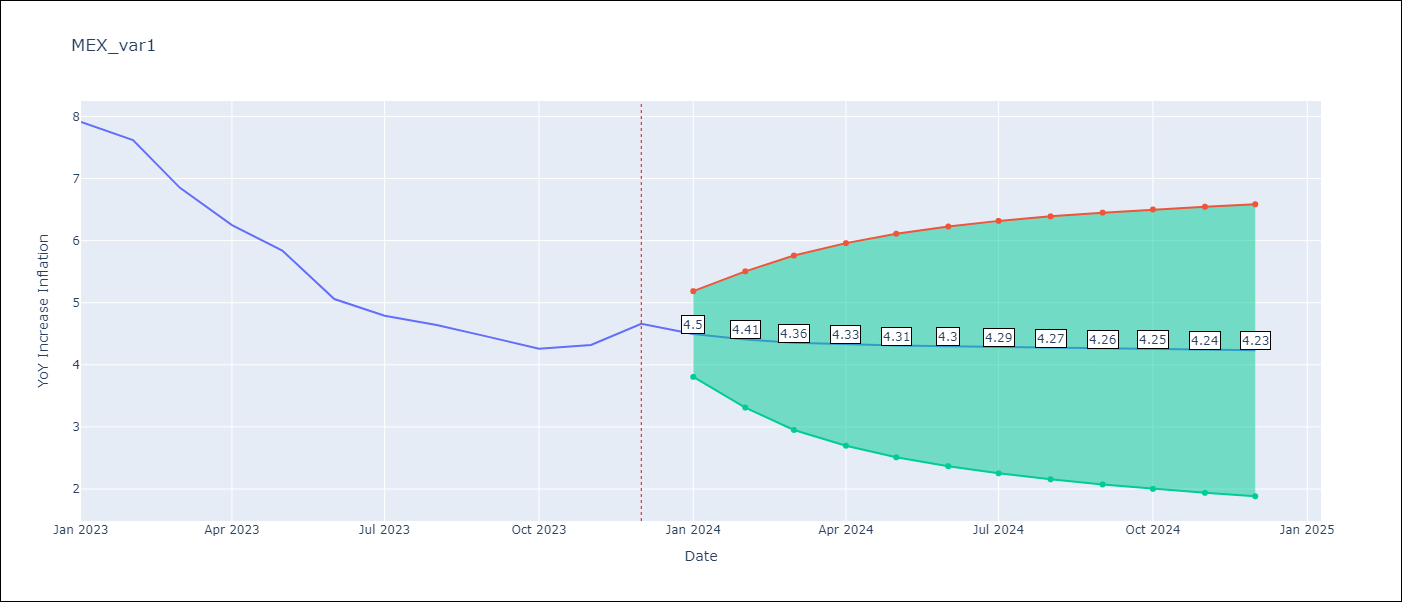 MEX_var1
YoY Increase Inflation
8
7
6
5
4
3
2
4.5
4.41
4.36
4.33
4.31
4.3
4.29
4.27
4.26
4.25
4.24
4.23
Jan 2023
Apr 2023
Jul 2023
Oct 2023
Jan 2024
Apr 2024
Jul 2024
Oct 2024
Jan 2025
Date